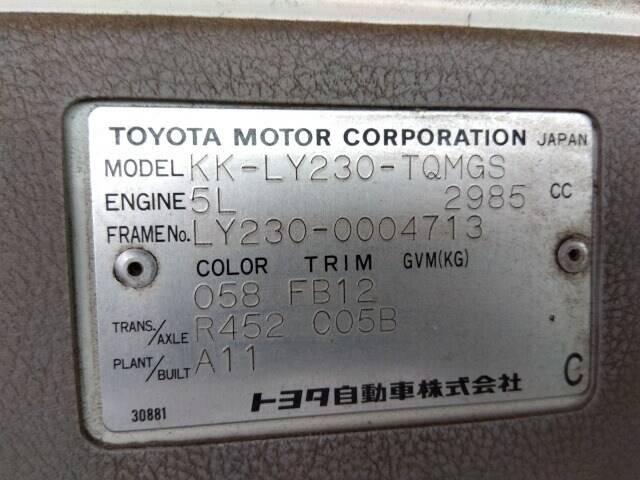 TOYOTA MOTOR CORPORATION JAPAN
MODEL KK-LY230-TQMGS
ENGINE 5L 2985 CC
FRAME No. LY230-0004713
COLOR TRIM GVM(KG)
058 FB12
TRANS./AXLE R452 C05B
PLANT/BUILT A11
トヨタ自動車株式会社 C
30881